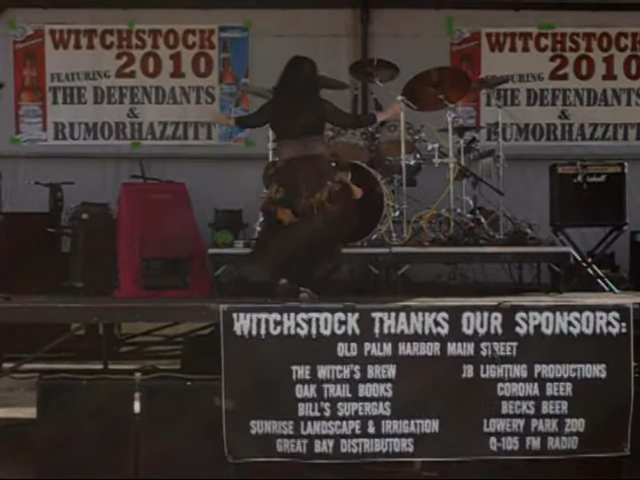 WITCHSTOCK
FEATURING 2010
THE DEFENDANTS
&
RUMORHAZZITT
WITCHSTOCK
FEATURING 2010
THE DEFENDANTS
&
RUMORHAZZITT
Marshall
WITCHSTOCK THANKS OUR SPONSORS:
OLD PALM HARBOR MAIN STREET
THE WITCH'S BREW
OAK TRAIL BOOKS
BILL'S SUPERGAS
SUNRISE LANDSCAPE & IRRIGATION
GREAT BAY DISTRIBUTORS
JB LIGHTING PRODUCTIONS
CORONA BEER
BECKS BEER
LOWERY PARK ZOO
Q-105 FM RADIO